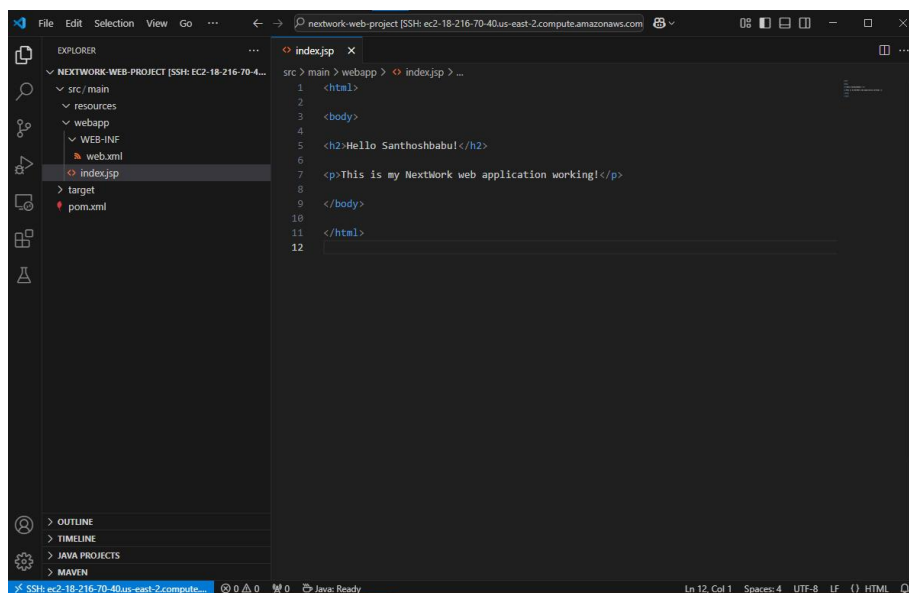 File Edit Selection View Go ··· nextwork-web-project [SSH: ec2-18-216-70-40.us-east-2.compute.amazonaws.com
EXPLORER ···
NEXTWORK-WEB-PROJECT [SSH: EC2-18-216-70-4...
src / main
resources
webapp
WEB-INF
web.xml
index.jsp
target
pom.xml
OUTLINE
TIMELINE
JAVA PROJECTS
MAVEN
index.jsp
src > main > webapp > index.jsp > ...
1 <html>
2
3 <body>
4
5 <h2>Hello Santhoshbabu!</h2>
6
7 <p>This is my NextWork web application working!</p>
8
9 </body>
10
11 </html>
12
SSH: ec2-18-216-70-40.us-east-2.compute.... 0 0 0 Java: Ready Ln 12, Col 1 Spaces: 4 UTF-8 LF {} HTML